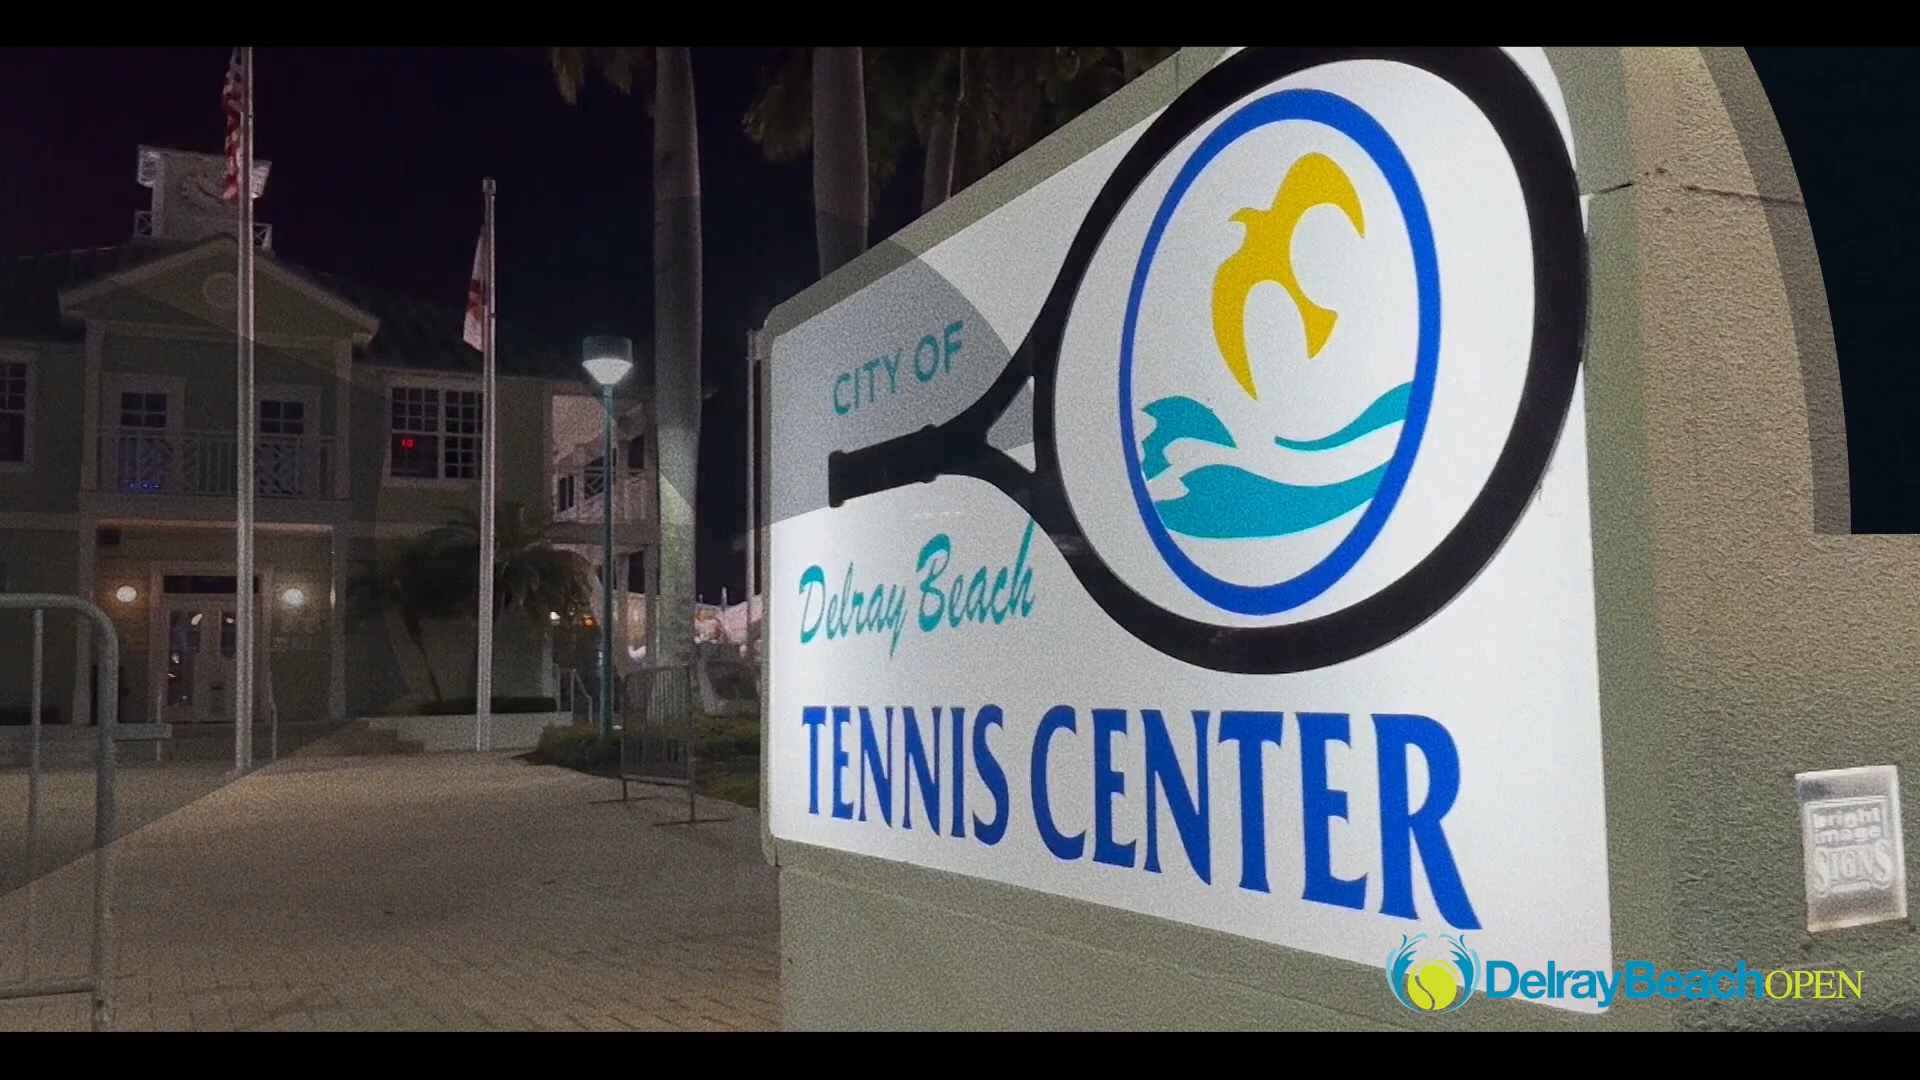 CITY OF
Delray Beach
TENNIS CENTER
bright
image
SIGNS
DelrayBeachOPEN